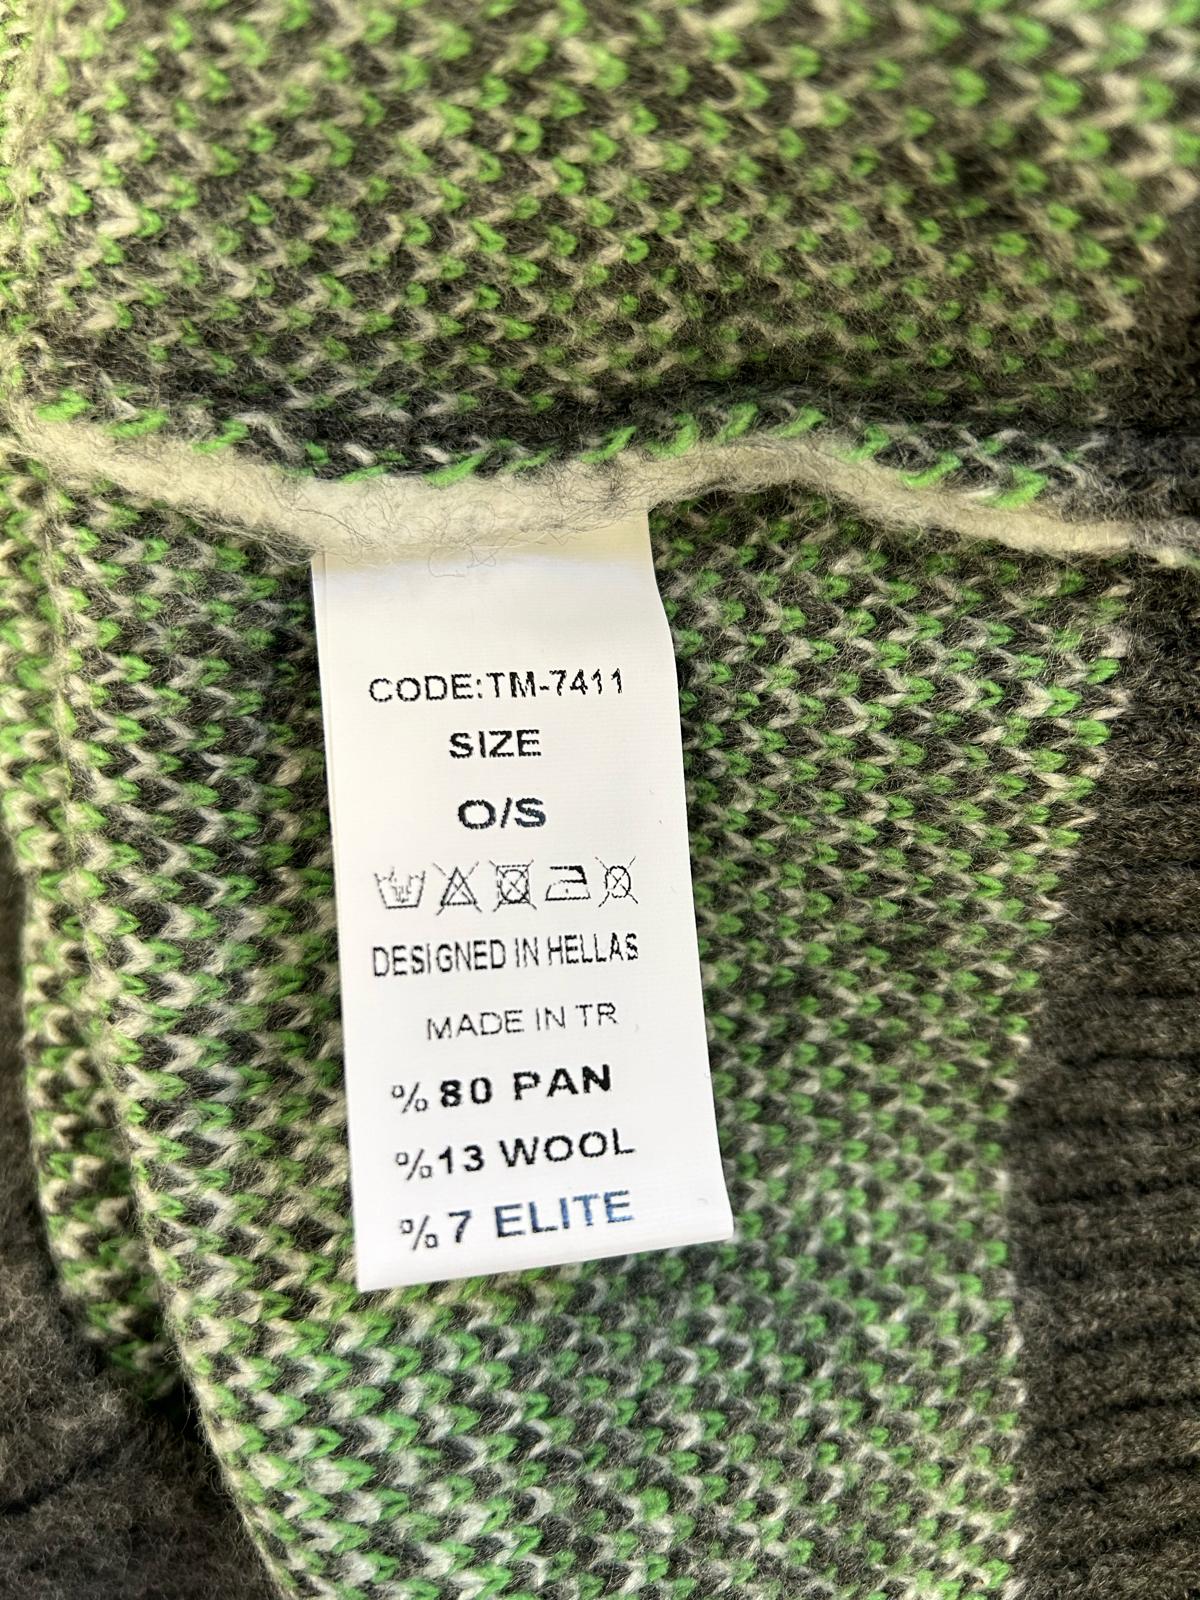 CODE:TM-7411
SIZE
O/S
DESIGNED IN HELLAS
MADE IN TR
%80 PAN
%13 WOOL
%7 ELITE